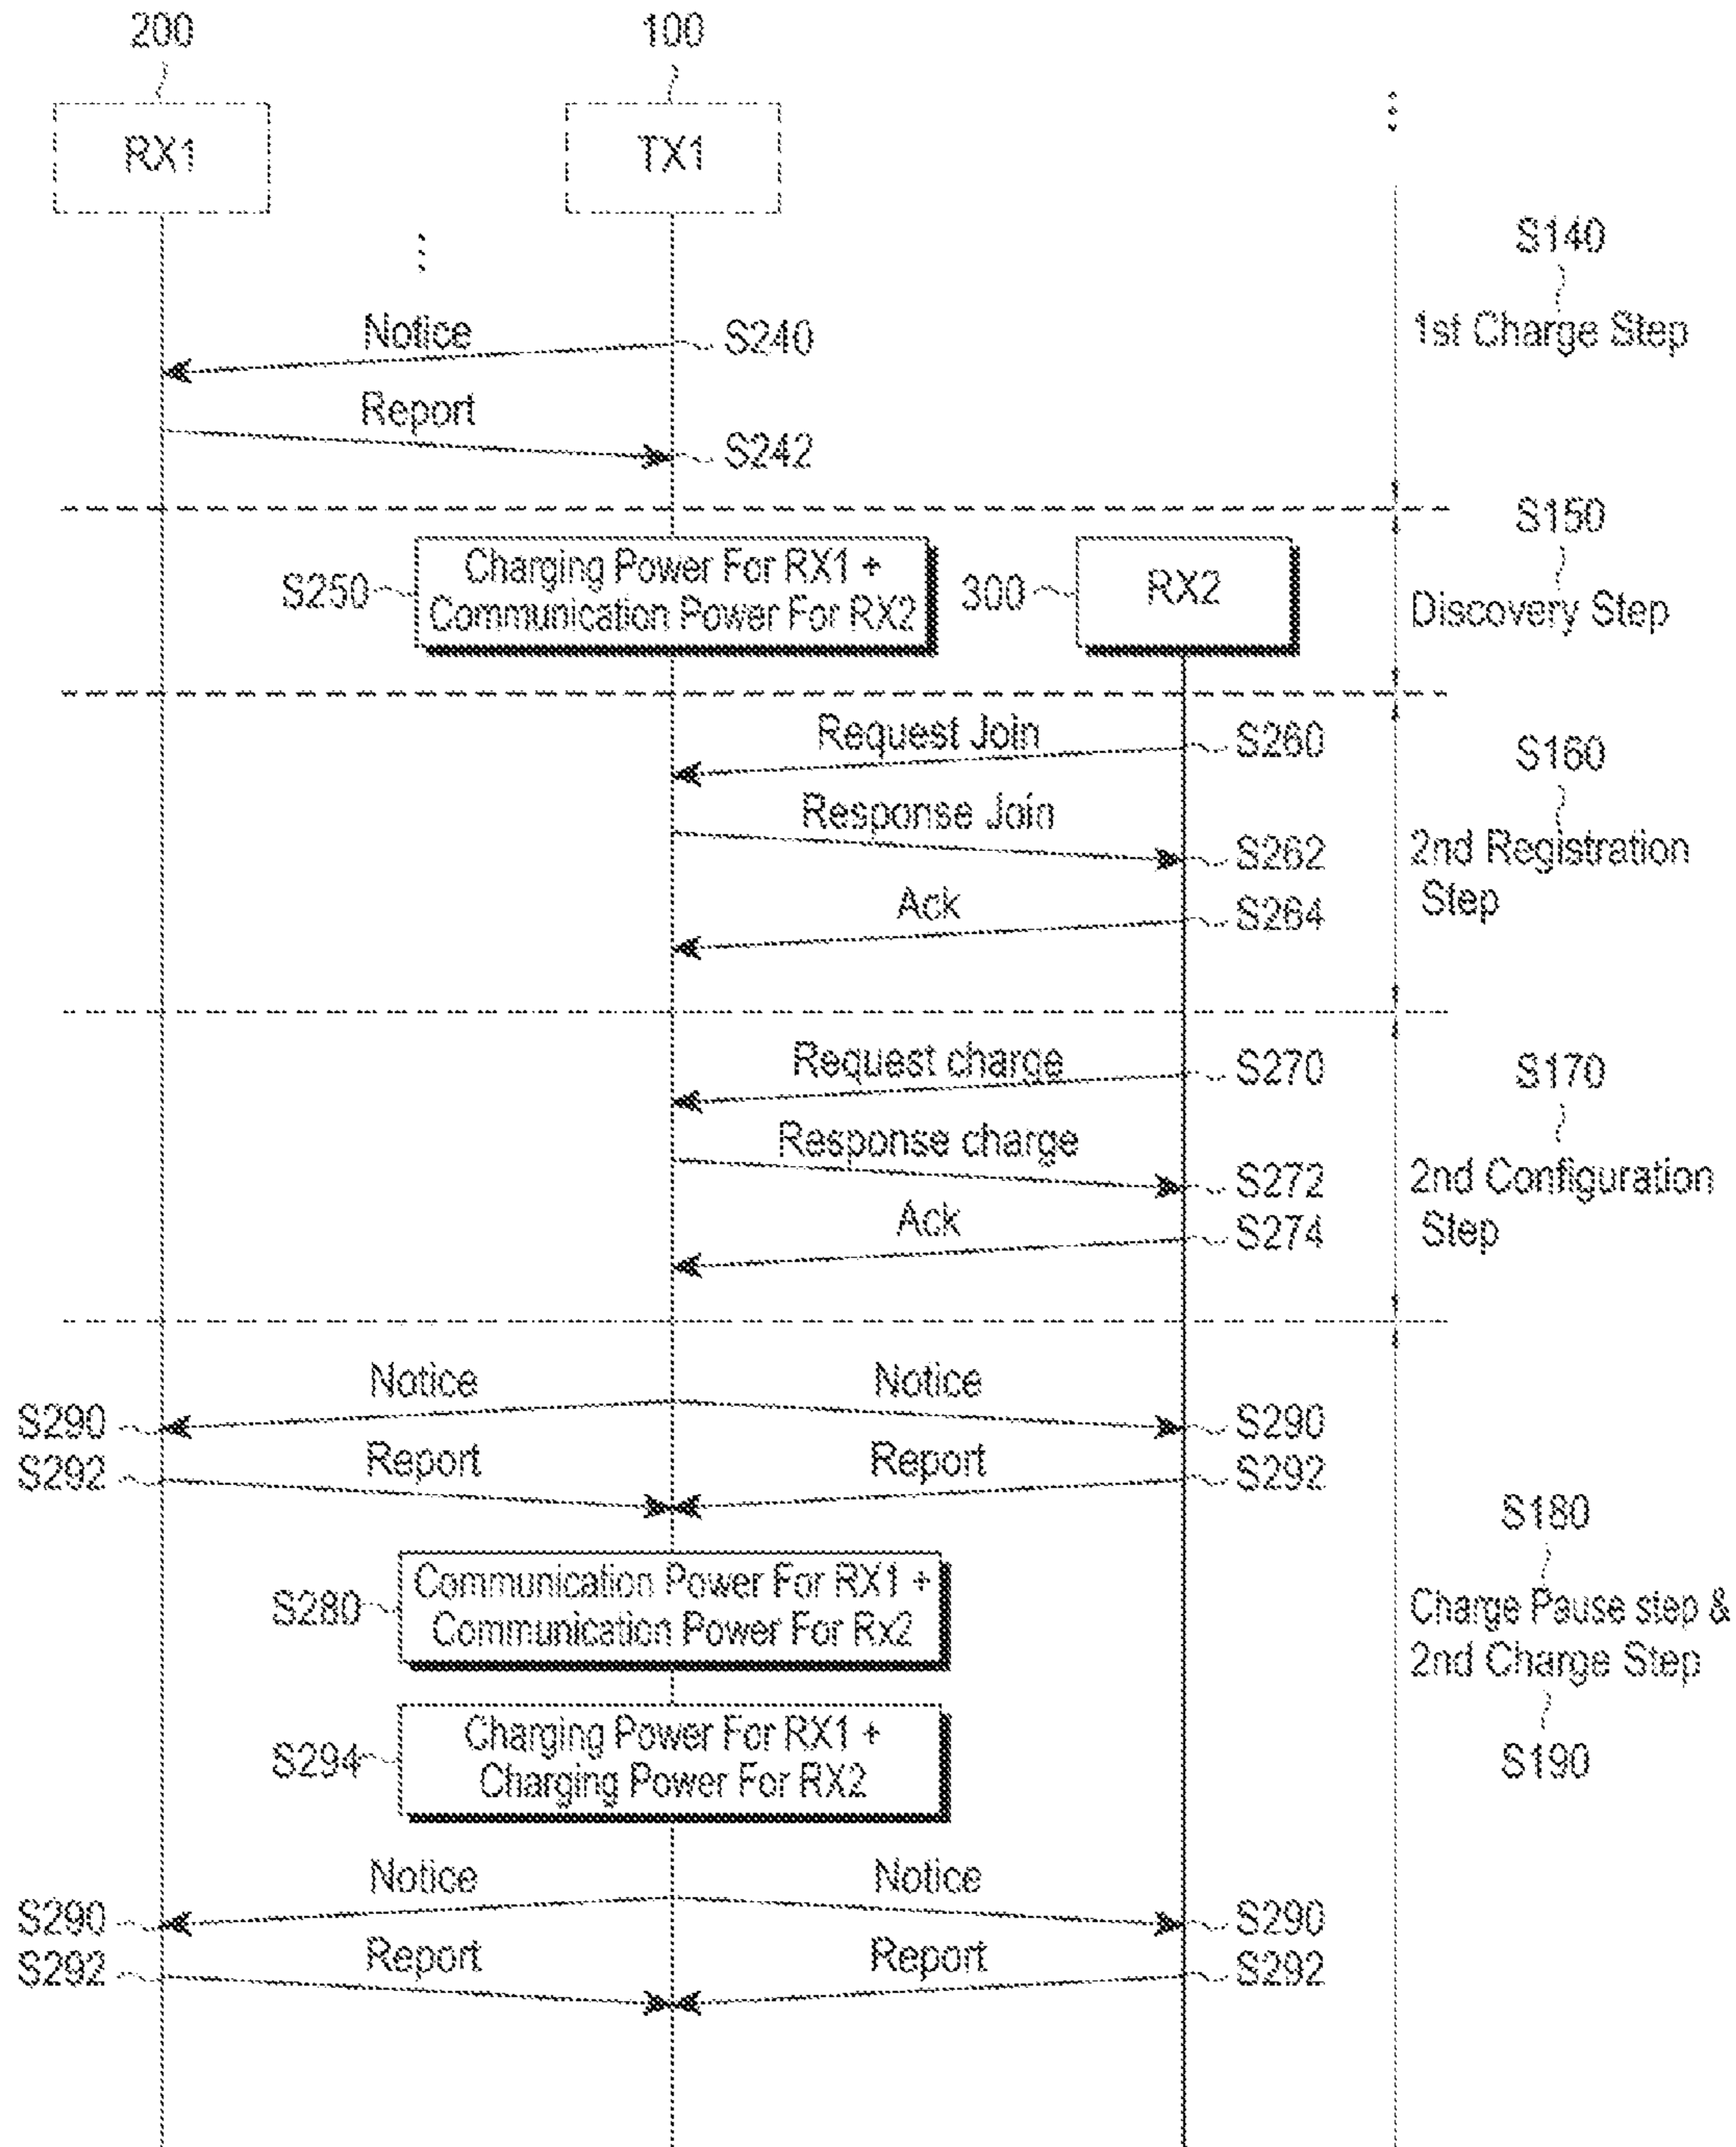 200
100
RX1
TX1
S140
1st Charge Step
Notice
S240
Report
S242
S150
Discovery Step
S250
Charging Power For RX1 +
Communication Power For RX2
300
RX2
Request Join
S260
S160
2nd Registration
Step
Response Join
S262
Ack
S264
Request charge
S270
S170
2nd Configuration
Step
Response charge
S272
Ack
S274
Notice
Notice
S290
S290
Report
Report
S292
S292
S180
Charge Pause step &
2nd Charge Step
S190
S280
Communication Power For RX1 +
Communication Power For Rx2
S294
Charging Power For RX1 +
Charging Power For RX2
Notice
Notice
S290
S290
Report
Report
S292
S292